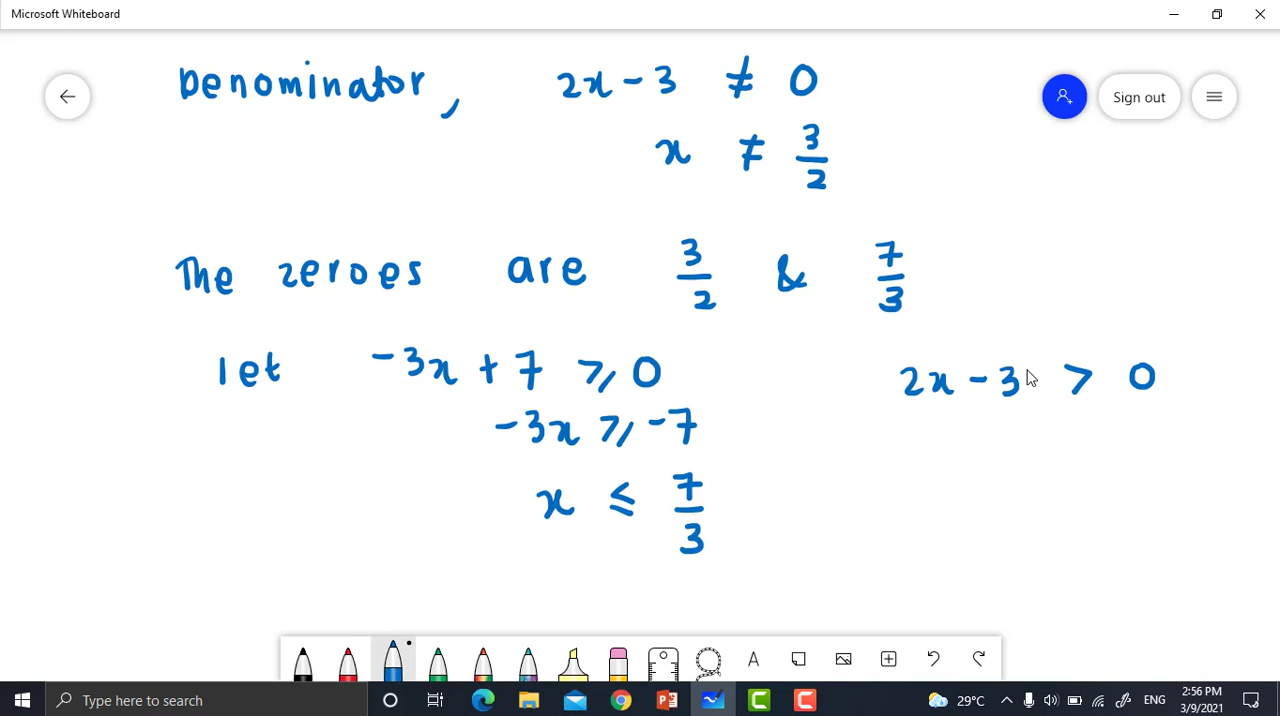 Microsoft Whiteboard
Denominator, 2x - 3 ≠ 0
Sign out
x ≠ 3/2
The zeroes are 3/2 & 7/3
let -3x + 7 ⩾ 0 2x - 3 > 0
-3x ⩾ -7
x ≤ 7/3
A
Type here to search
29°C
ENG
2:56 PM
3/9/2021